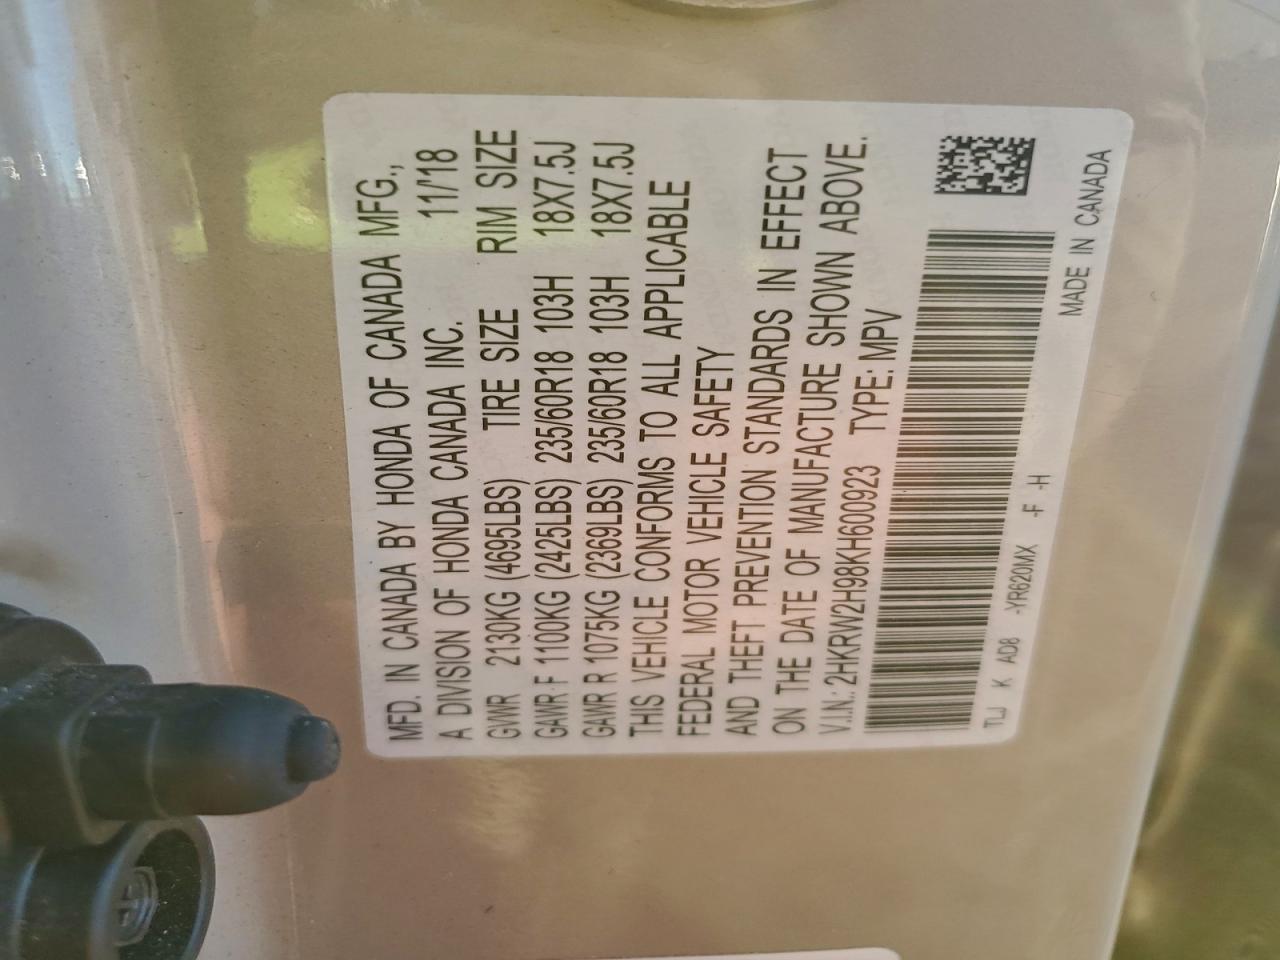 MFD. IN CANADA BY HONDA OF CANADA MFG.,
A DIVISION OF HONDA CANADA INC. 11/'18
GVWR 2130KG (4695LBS) TIRE SIZE RIM SIZE
GAWR F 1100KG (2425LBS) 235/60R18 103H 18X7.5J
GAWR R 1075KG (2369LBS) 235/60R18 103H 18X7.5J
THIS VEHICLE CONFORMS TO ALL APPLICABLE
FEDERAL MOTOR VEHICLE SAFETY
AND THEFT PREVENTION STANDARDS IN EFFECT
ON THE DATE OF MANUFACTURE SHOWN ABOVE.
V.I.N.: 2HKRW2H98KH600923 TYPE: MPV
TLJ K AD8 -YR620MX -F -H
MADE IN CANADA